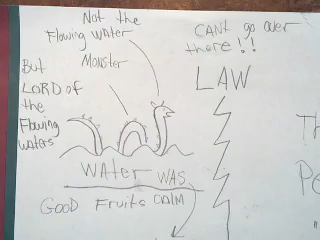 Not the
Flowing water
Monster
But
LORD of
the
Flowing
waters
CANT go over
there!!
LAW
Water WAS
CALM
GOOD Fruits
Th
Pe